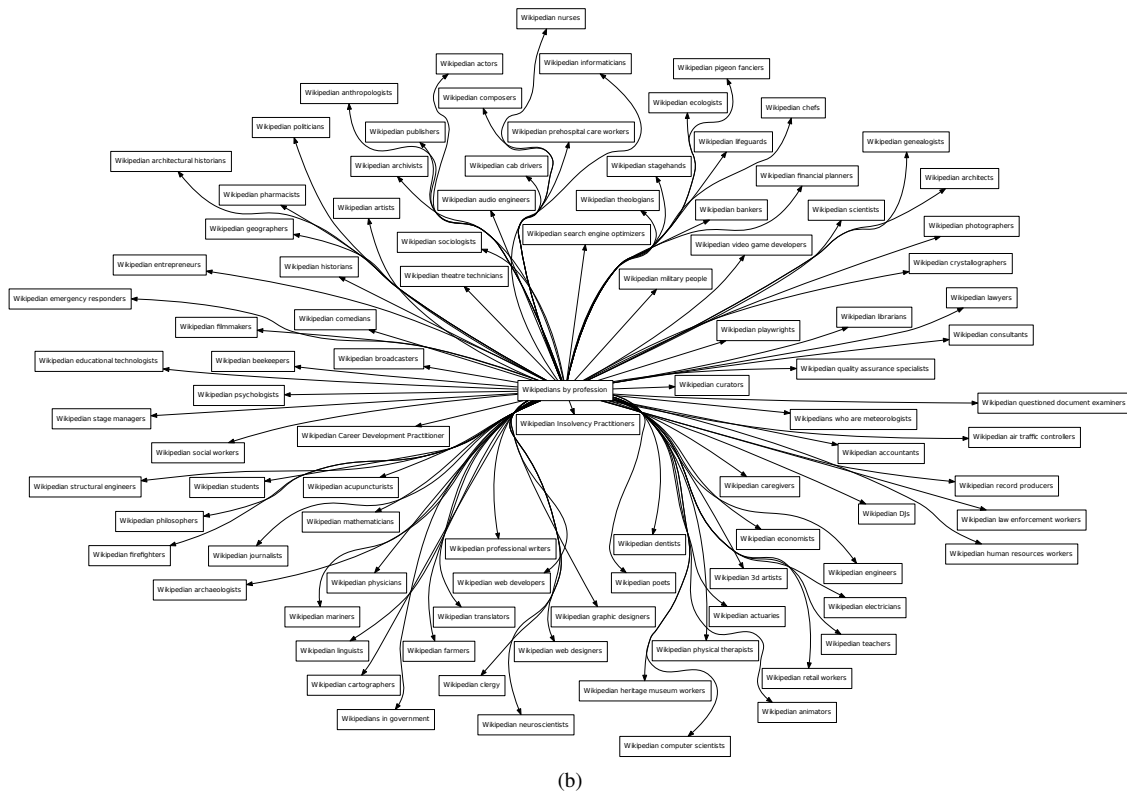 Wikipedian nurses
Wikipedian actors
Wikipedian informaticians
Wikipedian pigeon fanciers
Wikipedian anthropologists
Wikipedian composers
Wikipedian ecologists
Wikipedian chefs
Wikipedian politicians
Wikipedian publishers
Wikipedian prehospital care workers
Wikipedian lifeguards
Wikipedian genealogists
Wikipedian architectural historians
Wikipedian archivists
Wikipedian cab drivers
Wikipedian stagehands
Wikipedian financial planners
Wikipedian architects
Wikipedian pharmacists
Wikipedian artists
Wikipedian audio engineers
Wikipedian theologians
Wikipedian bankers
Wikipedian scientists
Wikipedian geographers
Wikipedian sociologists
Wikipedian search engine optimizers
Wikipedian video game developers
Wikipedian photographers
Wikipedian entrepreneurs
Wikipedian historians
Wikipedian theatre technicians
Wikipedian military people
Wikipedian crystallographers
Wikipedian emergency responders
Wikipedian filmmakers
Wikipedian comedians
Wikipedian playwrights
Wikipedian librarians
Wikipedian lawyers
Wikipedian consultants
Wikipedian educational technologists
Wikipedian beekeepers
Wikipedian broadcasters
Wikipedian quality assurance specialists
Wikipedian psychologists
Wikipedians by profession
Wikipedian curators
Wikipedian questioned document examiners
Wikipedian stage managers
Wikipedian Insolvency Practitioners
Wikipedians who are meteorologists
Wikipedian Career Development Practitioner
Wikipedian air traffic controllers
Wikipedian social workers
Wikipedian accountants
Wikipedian structural engineers
Wikipedian students
Wikipedian acupuncturists
Wikipedian caregivers
Wikipedian record producers
Wikipedian philosophers
Wikipedian mathematicians
Wikipedian DJs
Wikipedian law enforcement workers
Wikipedian firefighters
Wikipedian journalists
Wikipedian professional writers
Wikipedian dentists
Wikipedian economists
Wikipedian human resources workers
Wikipedian archaeologists
Wikipedian physicians
Wikipedian web developers
Wikipedian poets
Wikipedian 3d artists
Wikipedian engineers
Wikipedian mariners
Wikipedian translators
Wikipedian graphic designers
Wikipedian actuaries
Wikipedian electricians
Wikipedian linguists
Wikipedian farmers
Wikipedian web designers
Wikipedian physical therapists
Wikipedian teachers
Wikipedian cartographers
Wikipedian clergy
Wikipedian heritage museum workers
Wikipedian retail workers
Wikipedians in government
Wikipedian neuroscientists
Wikipedian animators
Wikipedian computer scientists
(b)